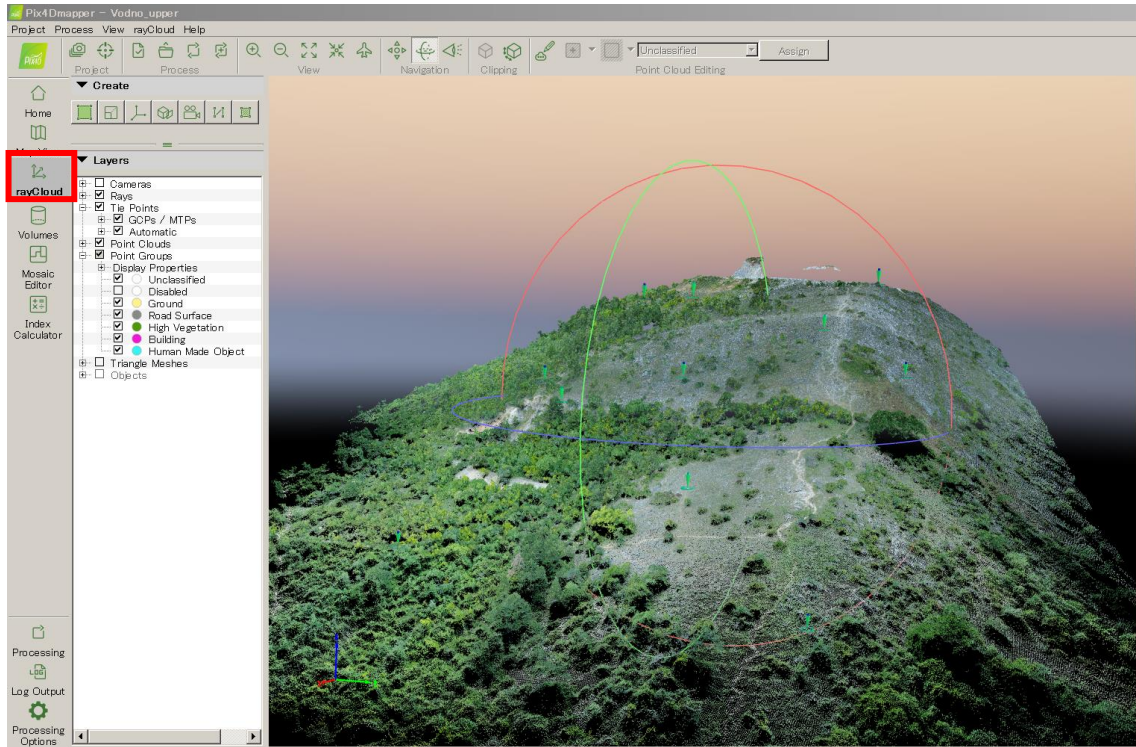 Pix4Dmapper - Vodno_upper
Project Process View rayCloud Help
Project Process View Navigation Clipping Point Cloud Editing
Unclassified
Assign
Home
rayCloud
Volumes
Mosaic
Editor
Index
Calculator
Processing
Log Output
Processing
Options
Create
Layers
Cameras
Rays
Tie Points
GCPs / MTPs
Automatic
Point Clouds
Point Groups
Display Properties
Unclassified
Disabled
Ground
Road Surface
High Vegetation
Building
Human Made Object
Triangle Meshes
Objects